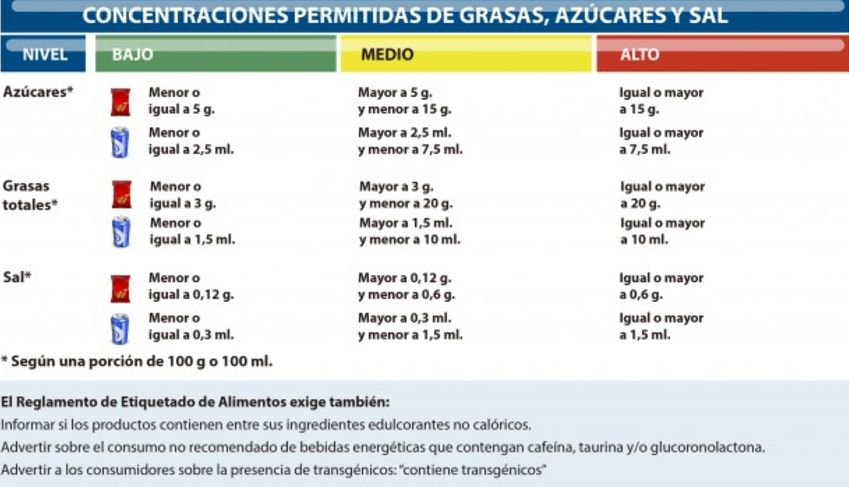 CONCENTRACIONES PERMITIDAS DE GRASAS, AZÚCARES Y SAL
NIVEL BAJO MEDIO ALTO
Azúcares* Menor o Mayor a 5 g. Igual o mayor
igual a 5 g. y menor a 15 g. a 15 g.
Menor o Mayor a 2,5 ml. Igual o mayor
igual a 2,5 ml. y menor a 7,5 ml. a 7,5 ml.
Grasas Menor o Mayor a 3 g. Igual o mayor
totales* igual a 3 g. y menor a 20 g. a 20 g.
Menor o Mayor a 1,5 ml. Igual o mayor
igual a 1,5 ml. y menor a 10 ml. a 10 ml.
Sal* Menor o Mayor a 0,12 g. Igual o mayor
igual a 0,12 g. y menor a 0,6 g. a 0,6 g.
Menor o Mayor a 0,3 ml. Igual o mayor
igual a 0,3 ml. y menor a 1,5 ml. a 1,5 ml.
* Según una porción de 100 g o 100 ml.
El Reglamento de Etiquetado de Alimentos exige también:
Informar si los productos contienen entre sus ingredientes edulcorantes no calóricos.
Advertir sobre el consumo no recomendado de bebidas energéticas que contengan cafeína, taurina y/o glucoronolactona.
Advertir a los consumidores sobre la presencia de transgénicos: “contiene transgénicos”